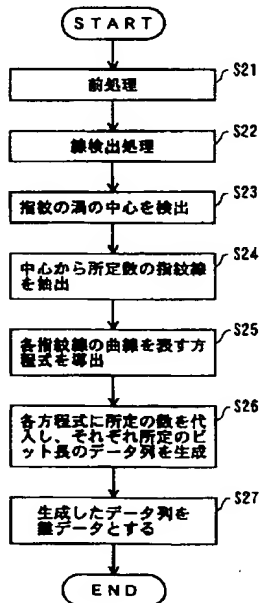 START
S21
前処理
S22
線検出処理
S23
指紋の渦の中心を検出
S24
中心から所定数の指紋線
を抽出
S25
各指紋線の曲線を表す方
程式を導出
S26
各方程式に所定の数を代
入し、それぞれ所定のビ
ット長のデータ列を生成
S27
生成したデータ列を
鍵データとする
END